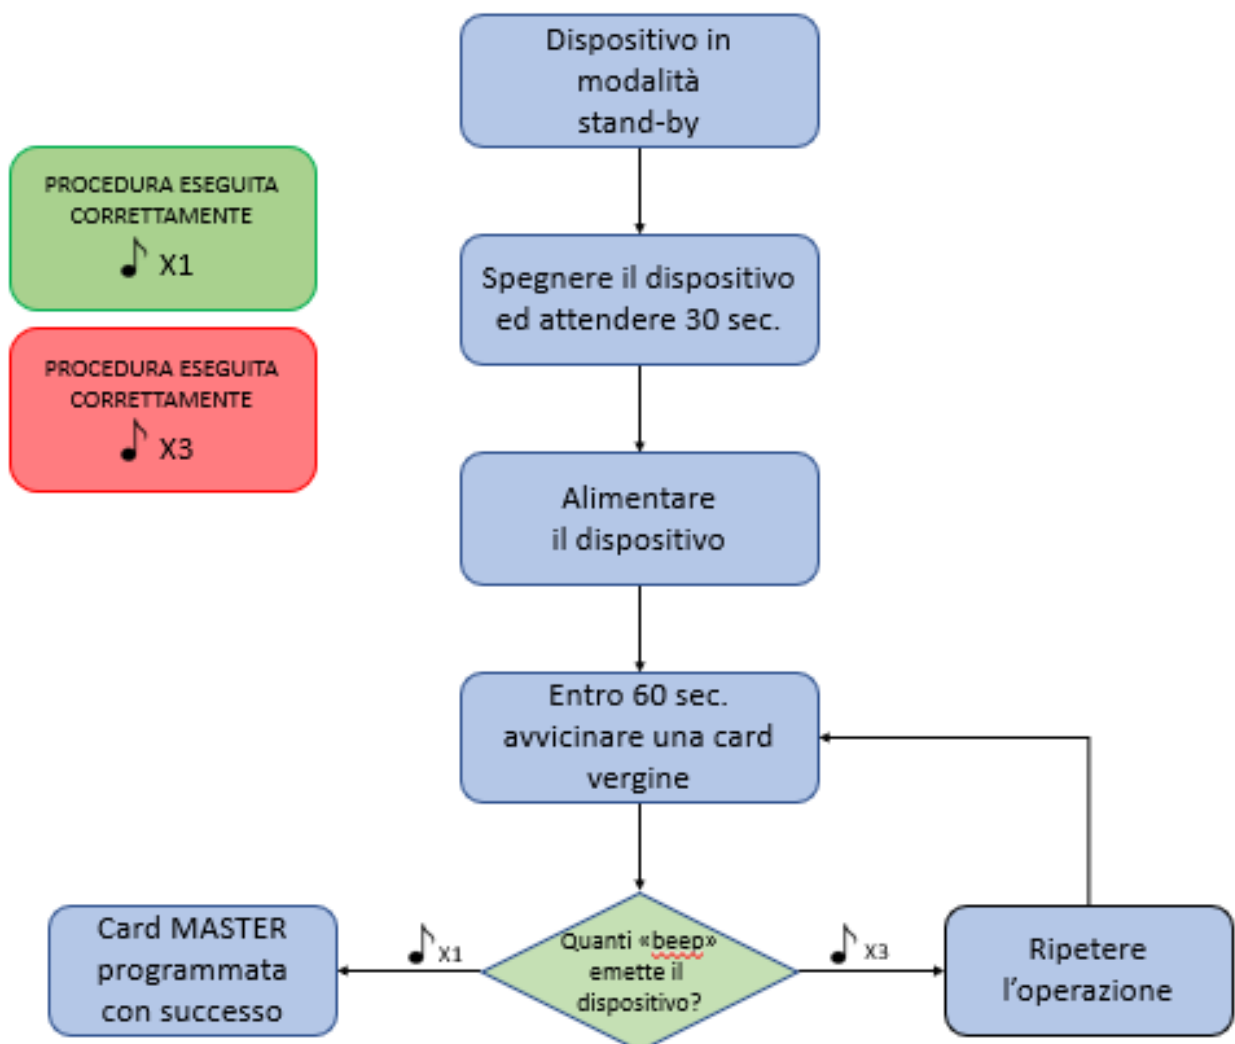 Dispositivo in
modalità
stand-by
PROCEDURA ESEGUITA
CORRETTAMENTE
X1
Spegnere il dispositivo
ed attendere 30 sec.
PROCEDURA ESEGUITA
CORRETTAMENTE
X3
Alimentare
il dispositivo
Entro 60 sec.
avvicinare una card
vergine
Card MASTER
programmata
con successo
X1
Quanti «beep»
emette il
dispositivo?
X3
Ripetere
l'operazione